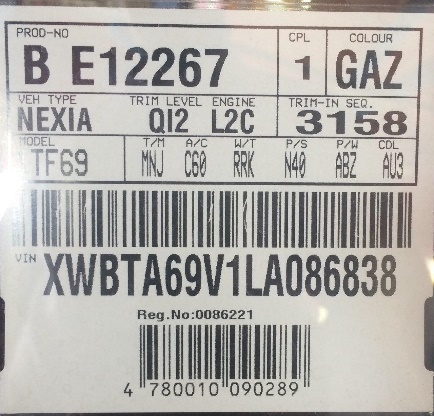 PROD-NO CPL COLOUR
B E12267 1 GAZ
VEH TYPE TRIM LEVEL ENGINE TRIM-IN SEQ.
NEXIA QI2 L2C 3158
MODEL T/M A/C W/T P/S P/W CDL
TF69 MNJ C60 RRK N40 ABZ AU3
VIN XWBTA69V1LA086838
Reg.No:0086221
4 780010 090289